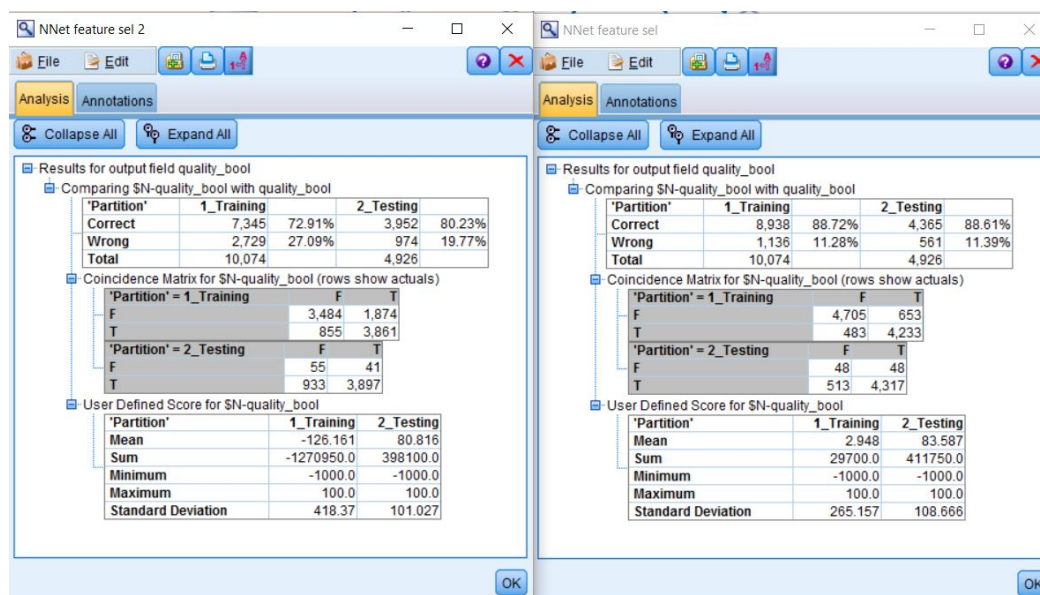 NNet feature sel 2
File Edit
Analysis Annotations
Collapse All Expand All
Results for output field quality_bool
Comparing $N-quality_bool with quality_bool
'Partition' 1_Training 2_Testing
Correct 7,345 72.91% 3,952 80.23%
Wrong 2,729 27.09% 974 19.77%
Total 10,074 4,926
Coincidence Matrix for $N-quality_bool (rows show actuals)
'Partition' = 1_Training F T
F 3,484 1,874
T 855 3,861
'Partition' = 2_Testing F T
F 55 41
T 933 3,897
User Defined Score for $N-quality_bool
'Partition' 1_Training 2_Testing
Mean -126.161 80.816
Sum -1270950.0 398100.0
Minimum -1000.0 -1000.0
Maximum 100.0 100.0
Standard Deviation 418.37 101.027
OK
NNet feature sel
File Edit
Analysis Annotations
Collapse All Expand All
Results for output field quality_bool
Comparing $N-quality_bool with quality_bool
'Partition' 1_Training 2_Testing
Correct 8,938 88.72% 4,365 88.61%
Wrong 1,136 11.28% 561 11.39%
Total 10,074 4,926
Coincidence Matrix for $N-quality_bool (rows show actuals)
'Partition' = 1_Training F T
F 4,705 653
T 483 4,233
'Partition' = 2_Testing F T
F 48 48
T 513 4,317
User Defined Score for $N-quality_bool
'Partition' 1_Training 2_Testing
Mean 2.948 83.587
Sum 29700.0 411750.0
Minimum -1000.0 -1000.0
Maximum 100.0 100.0
Standard Deviation 265.157 108.666
OK